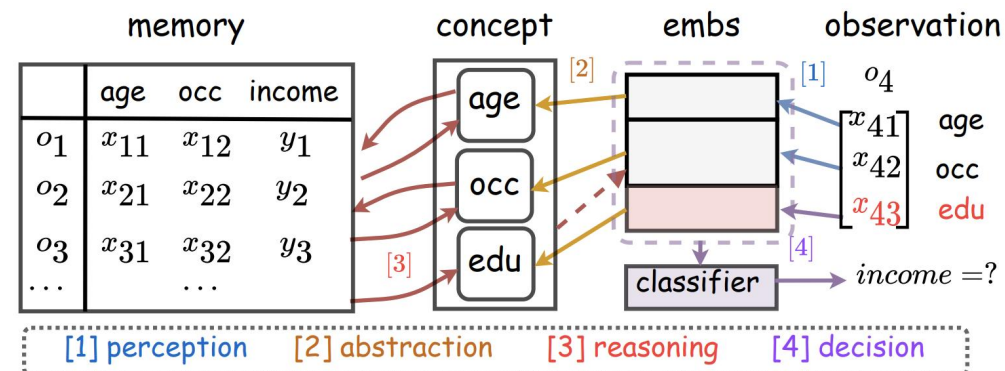 memory concept embs observation
age occ income
o1 x11 x12 y1
o2 x21 x22 y2
o3 x31 x32 y3
... ...
[3]
age
occ
edu
[2]
[1]
[4]
classifier
o4
x41 age
x42 occ
x43 edu
income =?
[1] perception [2] abstraction [3] reasoning [4] decision